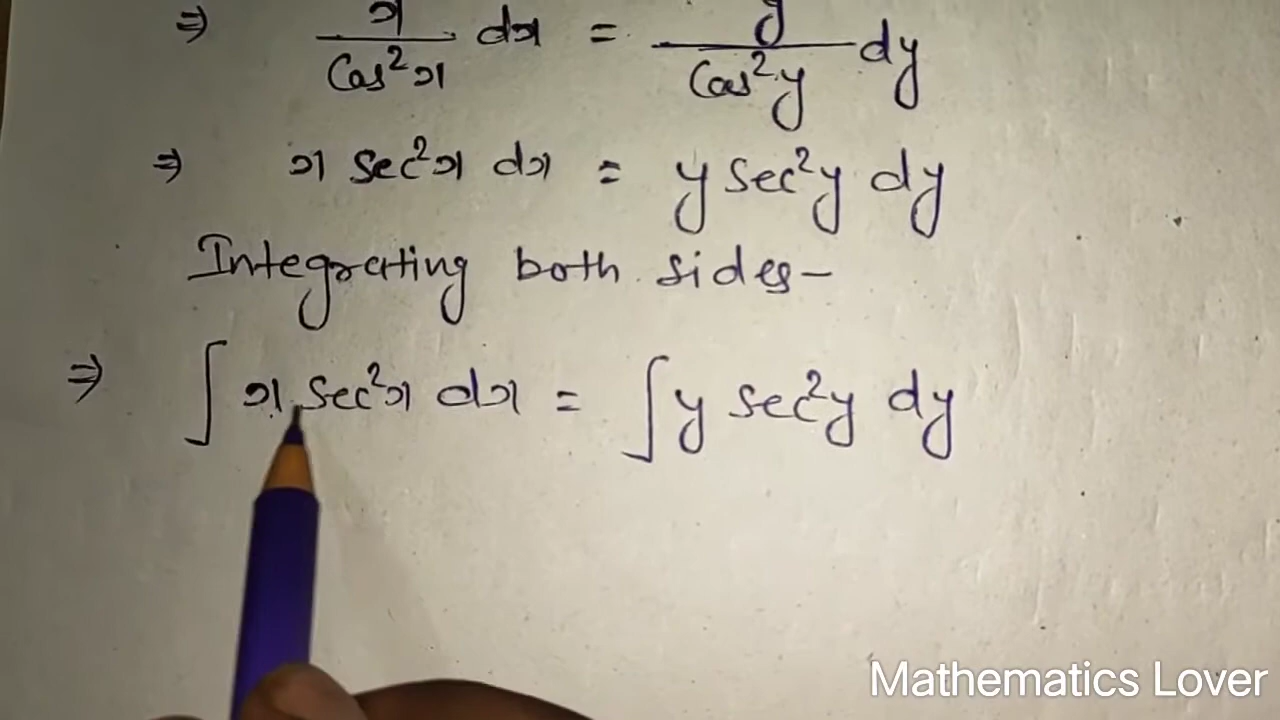 ⇒ x/cos²x dx = y/cos²y dy
⇒ x sec²x dx = y sec²y dy
Integrating both sides-
⇒ ∫ x sec²x dx = ∫ y sec²y dy
Mathematics Lover